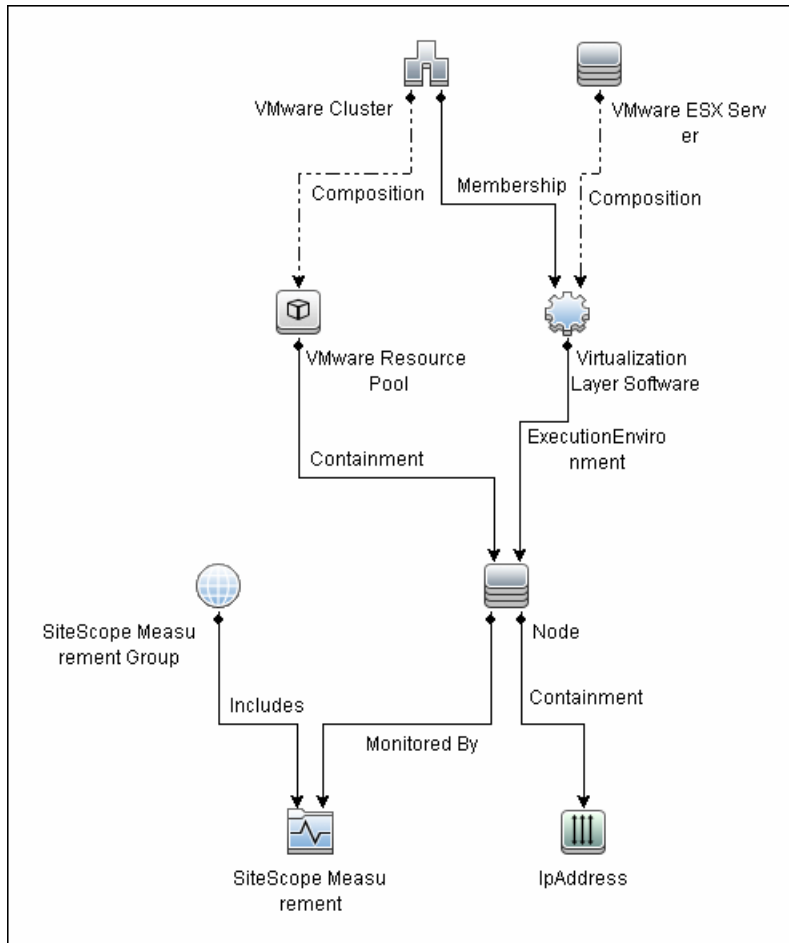 VMware Cluster
VMware ESX Serv
er
Composition
Membership
Composition
VMware Resource
Pool
Virtualization
Layer Software
Containment
ExecutionEnviro
nment
SiteScope Measu
rement Group
Node
Includes
Containment
Monitored By
SiteScope Measu
rement
IpAddress